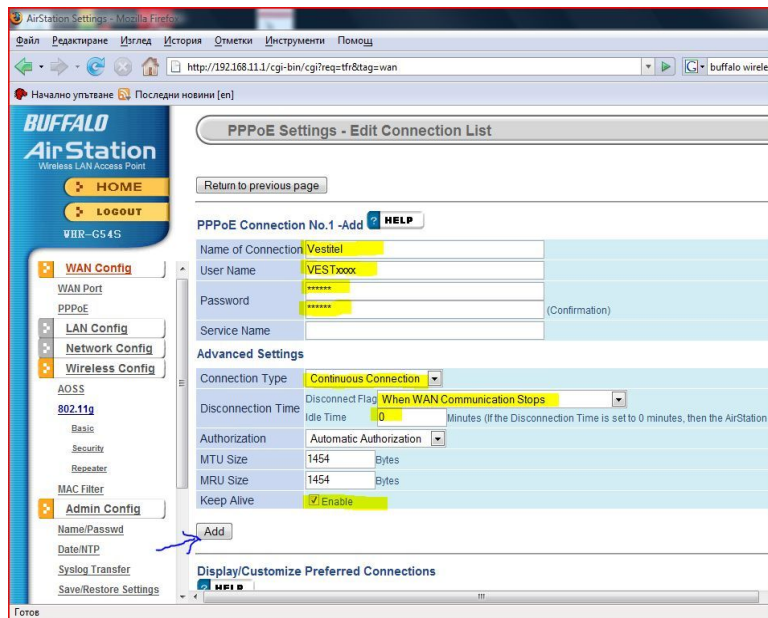 AirStation Settings - Mozilla Firefox
Файл Редактиране Изглед История Отметки Инструменти Помощ
http://192.168.11.1/cgi-bin/cgi?req=tfr&tag=wan
G buffalo wirele
Начално упътване Последни новини [en]
BUFFALO
AirStation
Wireless LAN Access Point
HOME
LOGOUT
WHR-G54S
WAN Config
WAN Port
PPPoE
LAN Config
Network Config
Wireless Config
AOSS
802.11g
Basic
Security
Repeater
MAC Filter
Admin Config
Name/Passwd
Date/NTP
Syslog Transfer
Save/Restore Settings
PPPoE Settings - Edit Connection List
Return to previous page
PPPoE Connection No.1 -Add ? HELP
Name of Connection Vestitel
User Name VESTxxxx
Password ******
****** (Confirmation)
Service Name
Advanced Settings
Connection Type Continuous Connection
Disconnection Time Disconnect Flag When WAN Communication Stops
Idle Time 0 Minutes (If the Disconnection Time is set to 0 minutes, then the AirStation
Authorization Automatic Authorization
MTU Size 1454 Bytes
MRU Size 1454 Bytes
Keep Alive Enable
Add
Display/Customize Preferred Connections
? HELP
Готов